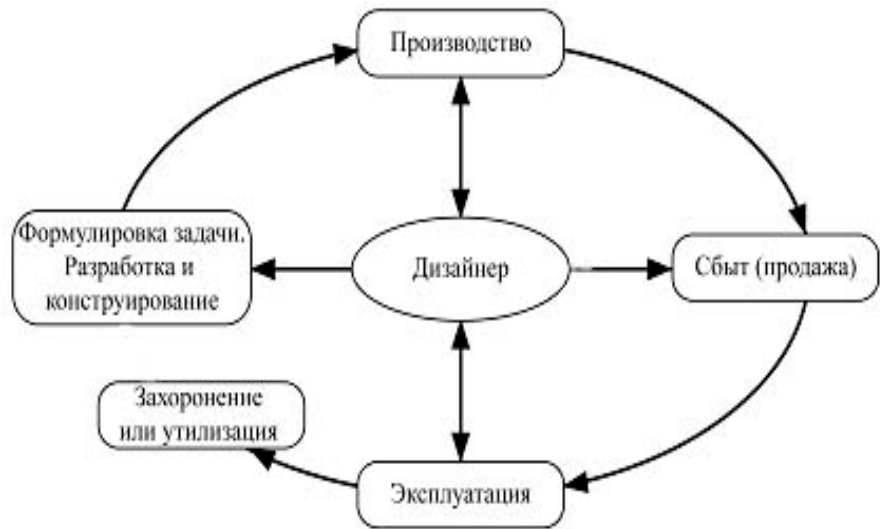 Производство
Формулировка задачи.
Разработка и
конструирование
Дизайнер
Сбыт (продажа)
Захоронение
или утилизация
Эксплуатация